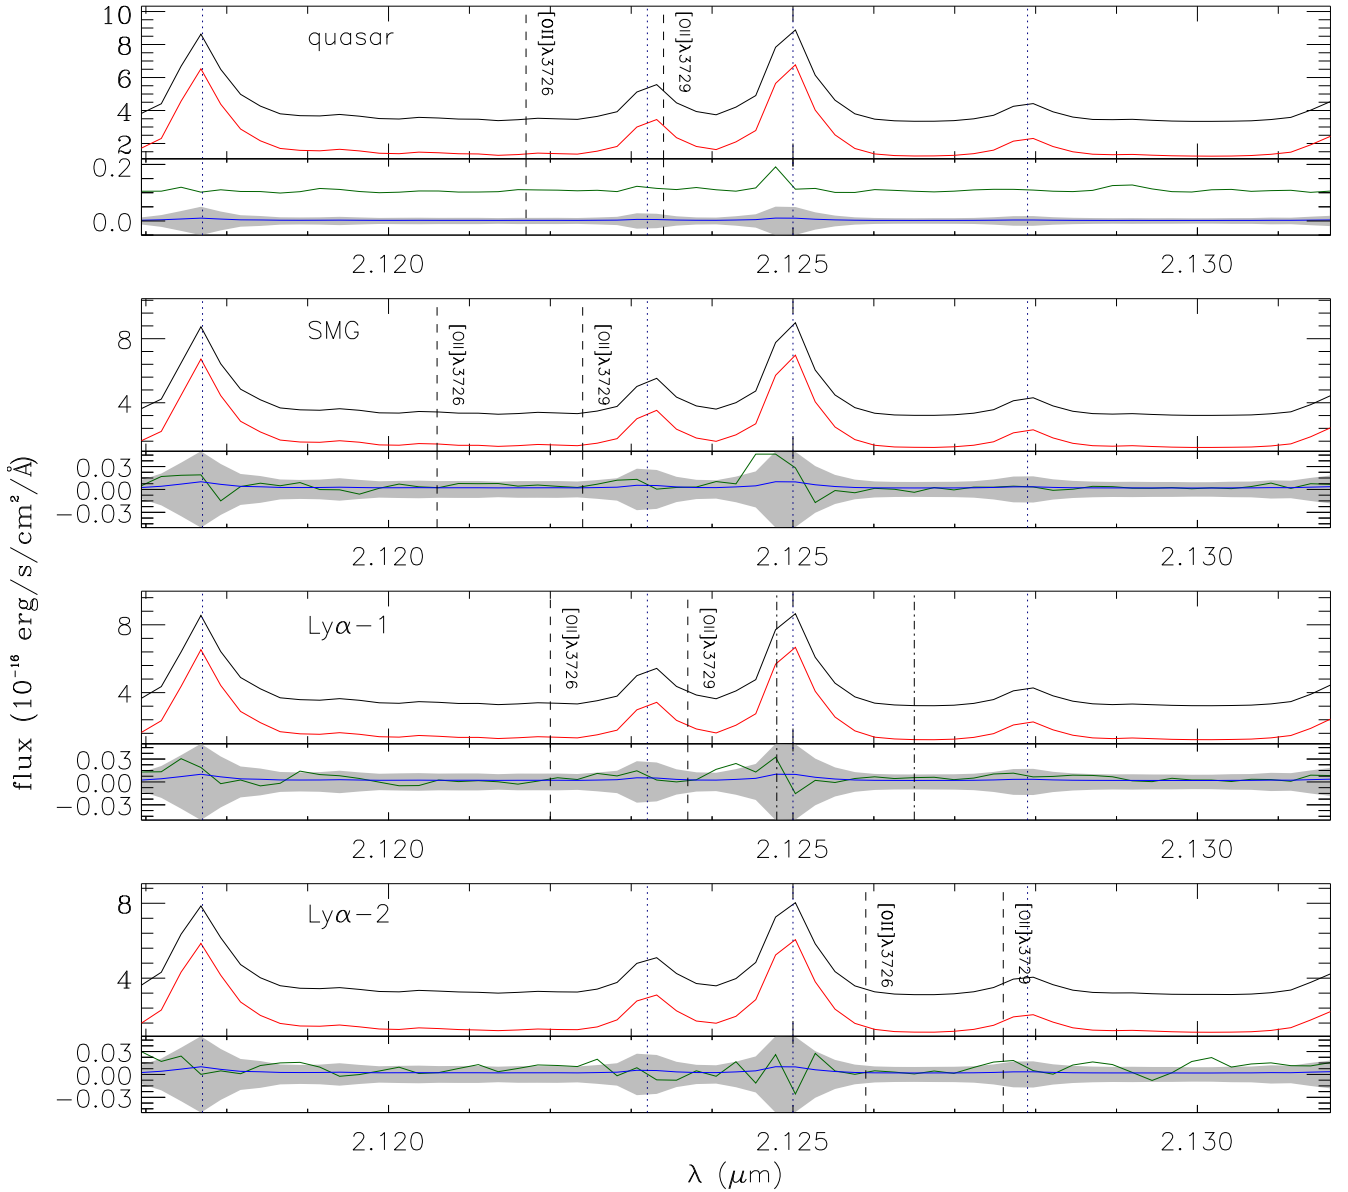 10
8
6
4
2
quasar
[OII]λ3726
[OII]λ3729
0.2
0.0
2.120
2.125
2.130
8
4
SMG
[OII]λ3726
[OII]λ3729
0.03
0.00
−0.03
2.120
2.125
2.130
8
4
Lyα−1
[OII]λ3726
[OII]λ3729
0.03
0.00
−0.03
2.120
2.125
2.130
8
4
Lyα−2
[OII]λ3726
[OII]λ3729
0.03
0.00
−0.03
2.120
2.125
2.130
λ (μm)
flux (10⁻¹⁶ erg/s/cm²/Å)